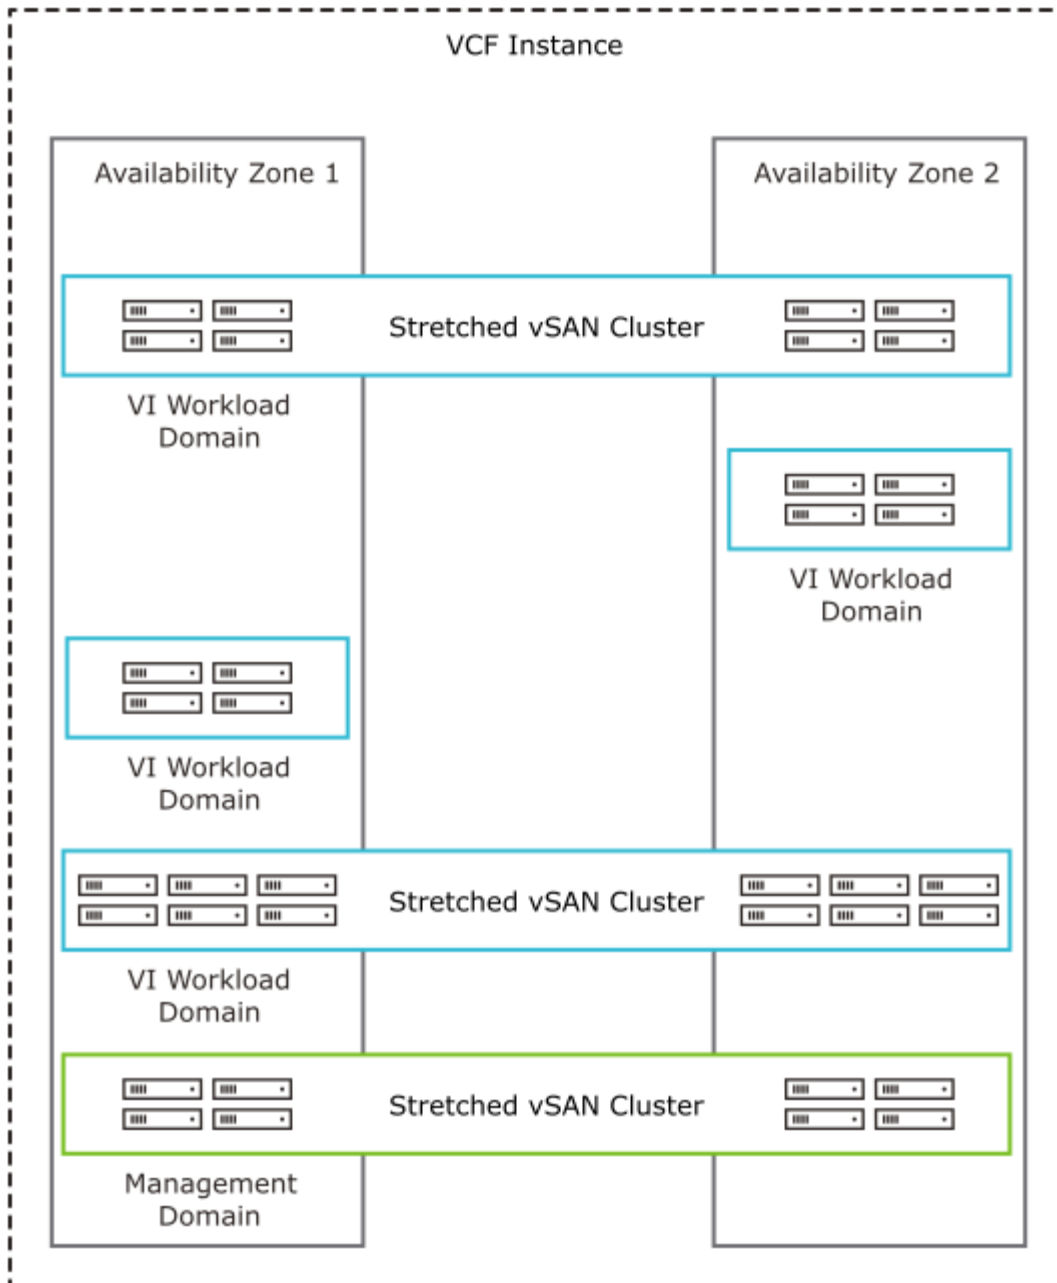 VCF Instance
Availability Zone 1
Availability Zone 2
Stretched vSAN Cluster
VI Workload
Domain
VI Workload
Domain
VI Workload
Domain
Stretched vSAN Cluster
VI Workload
Domain
Stretched vSAN Cluster
Management
Domain